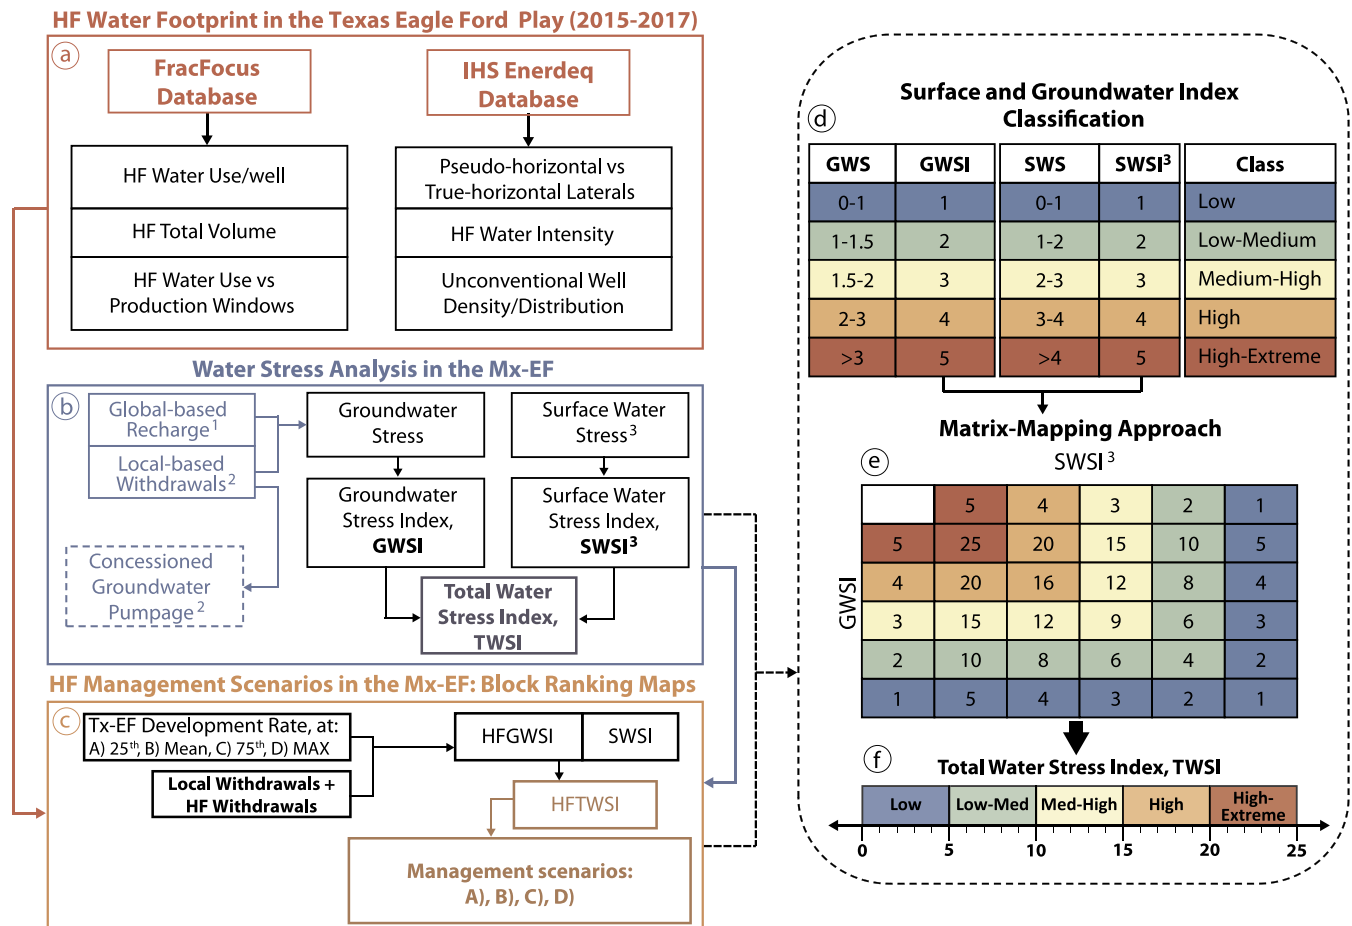 HF Water Footprint in the Texas Eagle Ford Play (2015-2017)
a
FracFocus
Database
IHS Enerdeq
Database
HF Water Use/well
HF Total Volume
HF Water Use vs
Production Windows
Pseudo-horizontal vs
True-horizontal Laterals
HF Water Intensity
Unconventional Well
Density/Distribution
Water Stress Analysis in the Mx-EF
b
Global-based
Recharge1
Local-based
Withdrawals2
Concessioned
Groundwater
Pumpage2
Groundwater
Stress
Surface Water
Stress3
Groundwater
Stress Index,
GWSI
Surface Water
Stress Index,
SWSI3
Total Water
Stress Index,
TWSI
HF Management Scenarios in the Mx-EF: Block Ranking Maps
c
Tx-EF Development Rate, at:
A) 25th, B) Mean, C) 75th, D) MAX
Local Withdrawals +
HF Withdrawals
HFGWSI
SWSI
HFTWSI
Management scenarios:
A), B), C), D)
Surface and Groundwater Index
Classification
d
GWS GWSI SWS SWSI3 Class
0-1 1 0-1 1 Low
1-1.5 2 1-2 2 Low-Medium
1.5-2 3 2-3 3 Medium-High
2-3 4 3-4 4 High
>3 5 >4 5 High-Extreme
Matrix-Mapping Approach
e
SWSI3
GWSI
5 4 3 2 1
5 25 20 15 10 5
4 20 16 12 8 4
3 15 12 9 6 3
2 10 8 6 4 2
1 5 4 3 2 1
f
Total Water Stress Index, TWSI
Low
Low-Med
Med-High
High
High-
Extreme
0 5 10 15 20 25